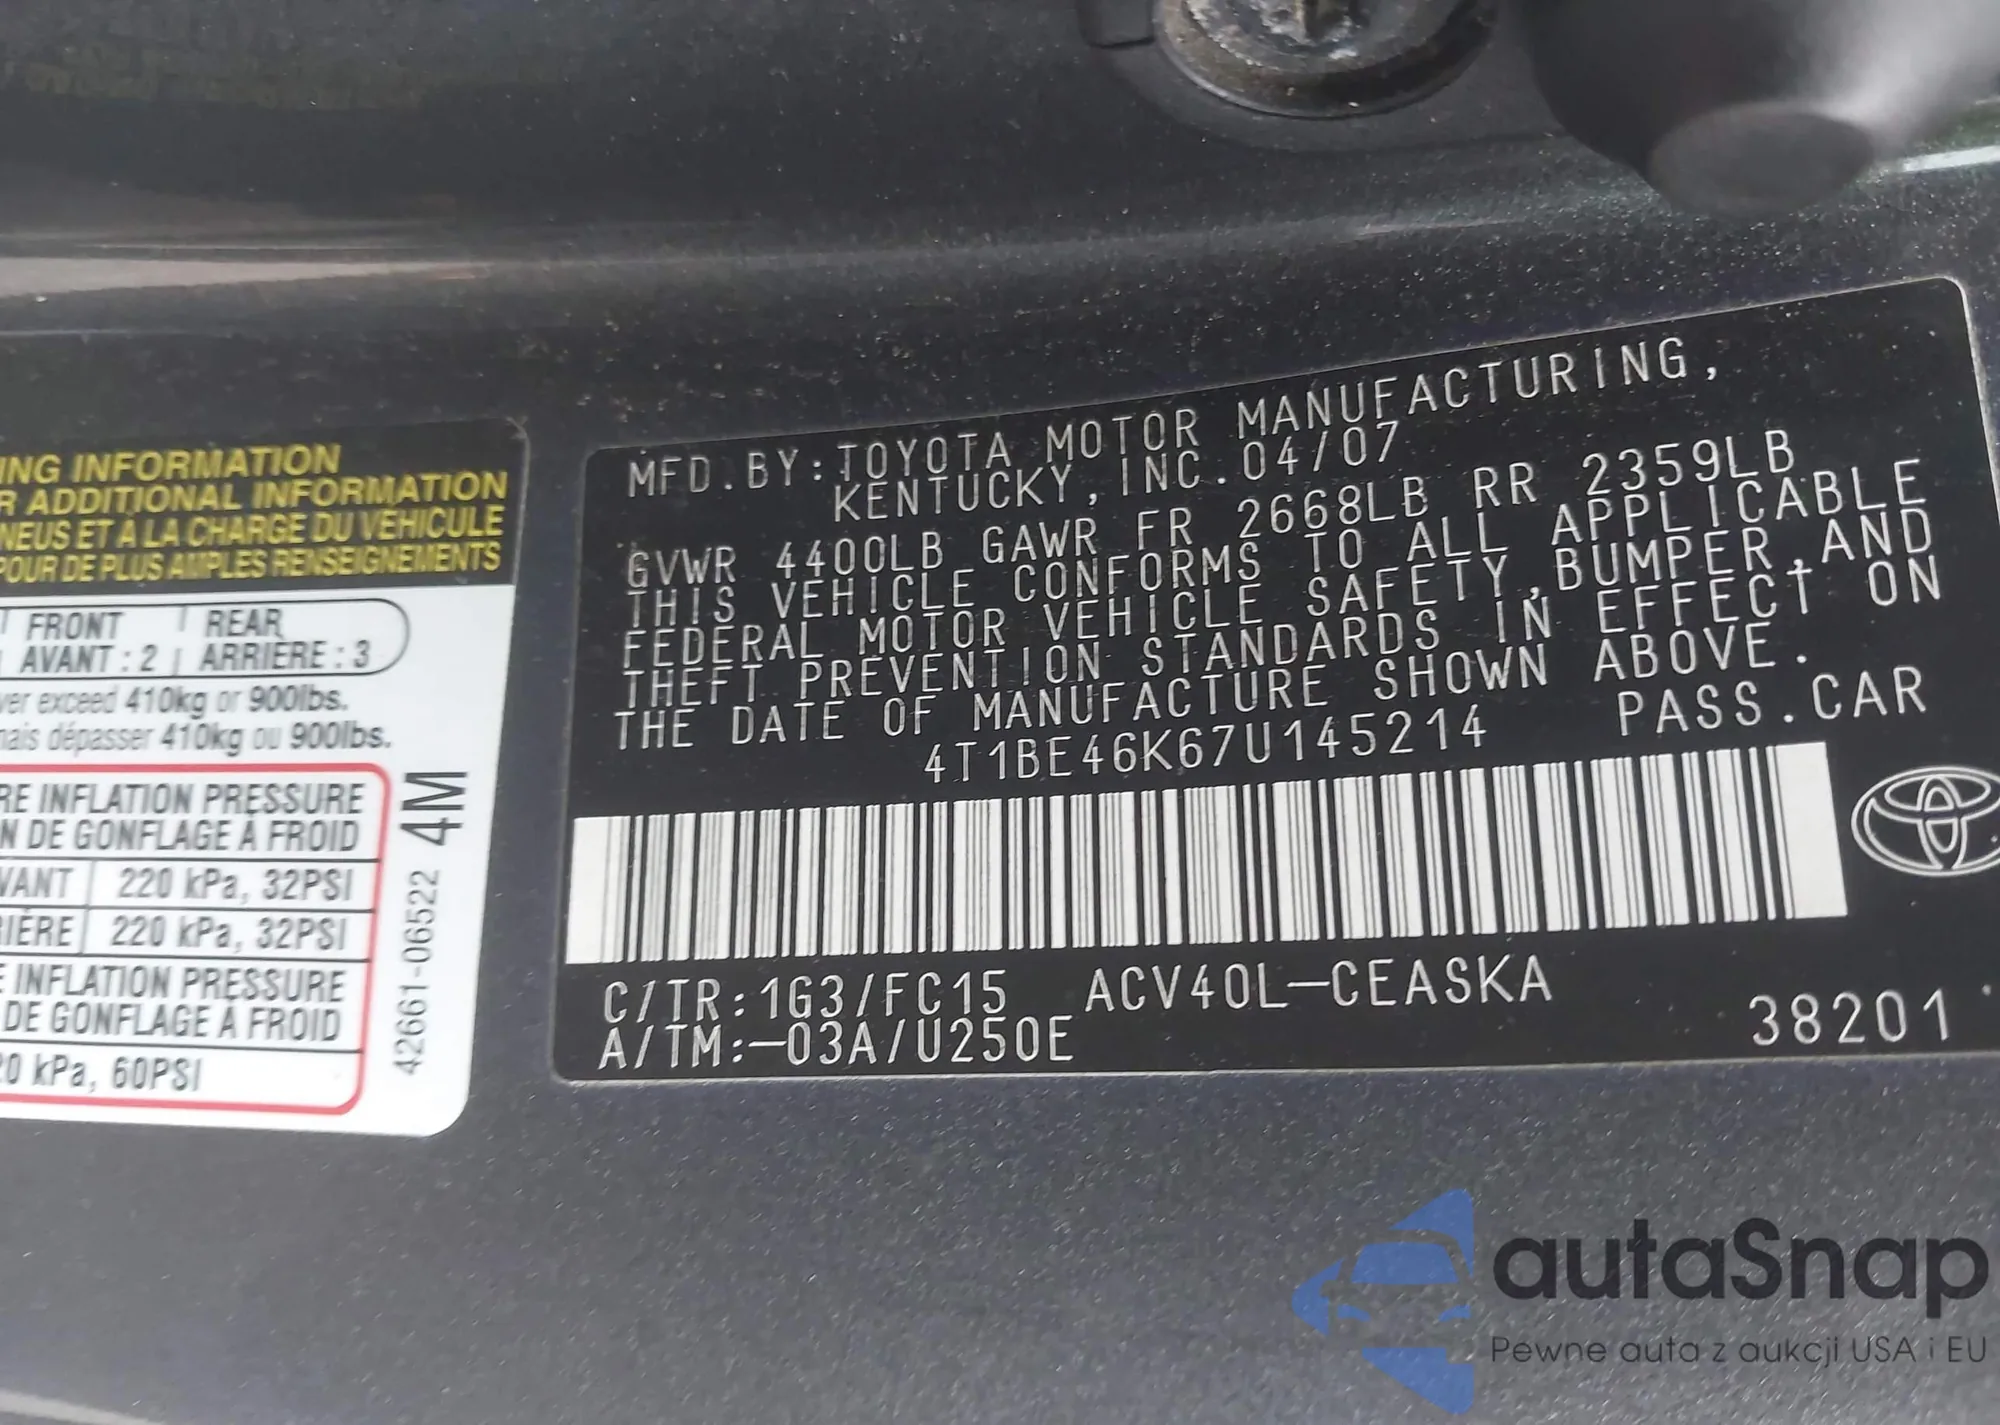 ING INFORMATION
R ADDITIONAL INFORMATION
NEUS ET À LA CHARGE DU VÉHICULE
POUR DE PLUS AMPLES RENSEIGNEMENTS
FRONT REAR
AVANT : 2 ARRIÈRE : 3
ver exceed 410kg or 900lbs.
nais dépasser 410kg ou 900lbs.
RE INFLATION PRESSURE
N DE GONFLAGE À FROID
VANT 220 kPa, 32PSI
RIÈRE 220 kPa, 32PSI
E INFLATION PRESSURE
DE GONFLAGE À FROID
20 kPa, 60PSI
42661-06522 4M
MFD.BY:TOYOTA MOTOR MANUFACTURING,
KENTUCKY,INC.04/07
GVWR 4400LB GAWR FR 2668LB RR 2359LB
THIS VEHICLE CONFORMS TO ALL APPLICABLE
FEDERAL MOTOR VEHICLE SAFETY,BUMPER,AND
THEFT PREVENTION STANDARDS IN EFFECT ON
THE DATE OF MANUFACTURE SHOWN ABOVE.
4T1BE46K67U145214 PASS.CAR
C/TR:1G3/FC15 ACV40L-CEASKA
A/TM:-03A/U250E 38201
autaSnap
Pewne auta z aukcji USA i EU